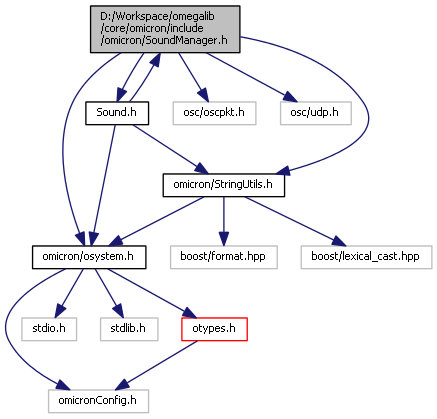 D:/Workspace/omegalib
/core/omicron/include
/omicron/SoundManager.h
Sound.h
osc/oscpkt.h
osc/udp.h
omicron/StringUtils.h
omicron/osystem.h
boost/format.hpp
boost/lexical_cast.hpp
stdio.h
stdlib.h
otypes.h
omicronConfig.h